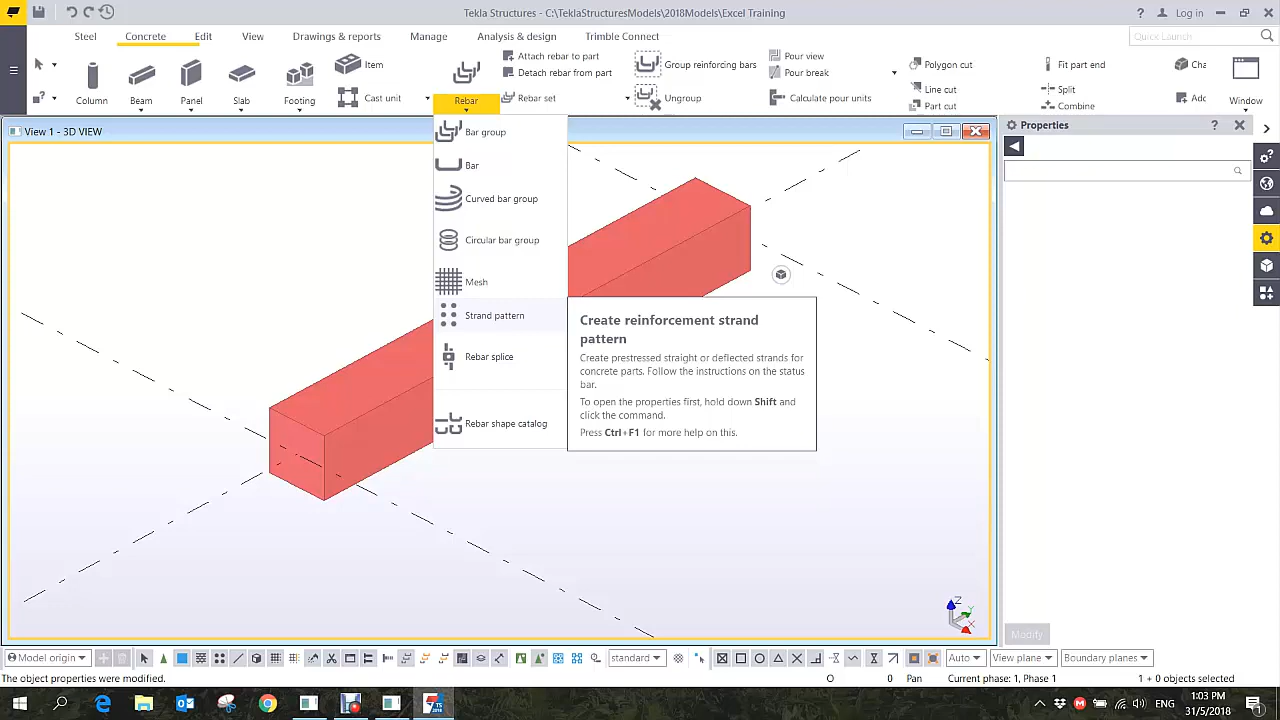 Tekla Structures - C:\TeklaStructuresModels\2018Models\Excel Training
? Log in
Steel Concrete Edit View Drawings & reports Manage Analysis & design Trimble Connect
Quick Launch
Column
Beam
Panel
Slab
Footing
Item
Cast unit
Rebar
Attach rebar to part
Detach rebar from part
Rebar set
Group reinforcing bars
Ungroup
Pour view
Pour break
Calculate pour units
Polygon cut
Line cut
Part cut
Fit part end
Split
Combine
Cha
Adc
Window
View 1 - 3D VIEW
Properties ?
Bar group
Bar
Curved bar group
Circular bar group
Mesh
Strand pattern
Rebar splice
Rebar shape catalog
Create reinforcement strand
pattern
Create prestressed straight or deflected strands for
concrete parts. Follow the instructions on the status
bar.
To open the properties first, hold down Shift and
click the command.
Press Ctrl+F1 for more help on this.
Z
Y
X
Modify
Model origin
standard
Auto
View plane
Boundary planes
The object properties were modified.
O 0 Pan Current phase: 1, Phase 1 1 + 0 objects selected
1:03 PM
31/5/2018